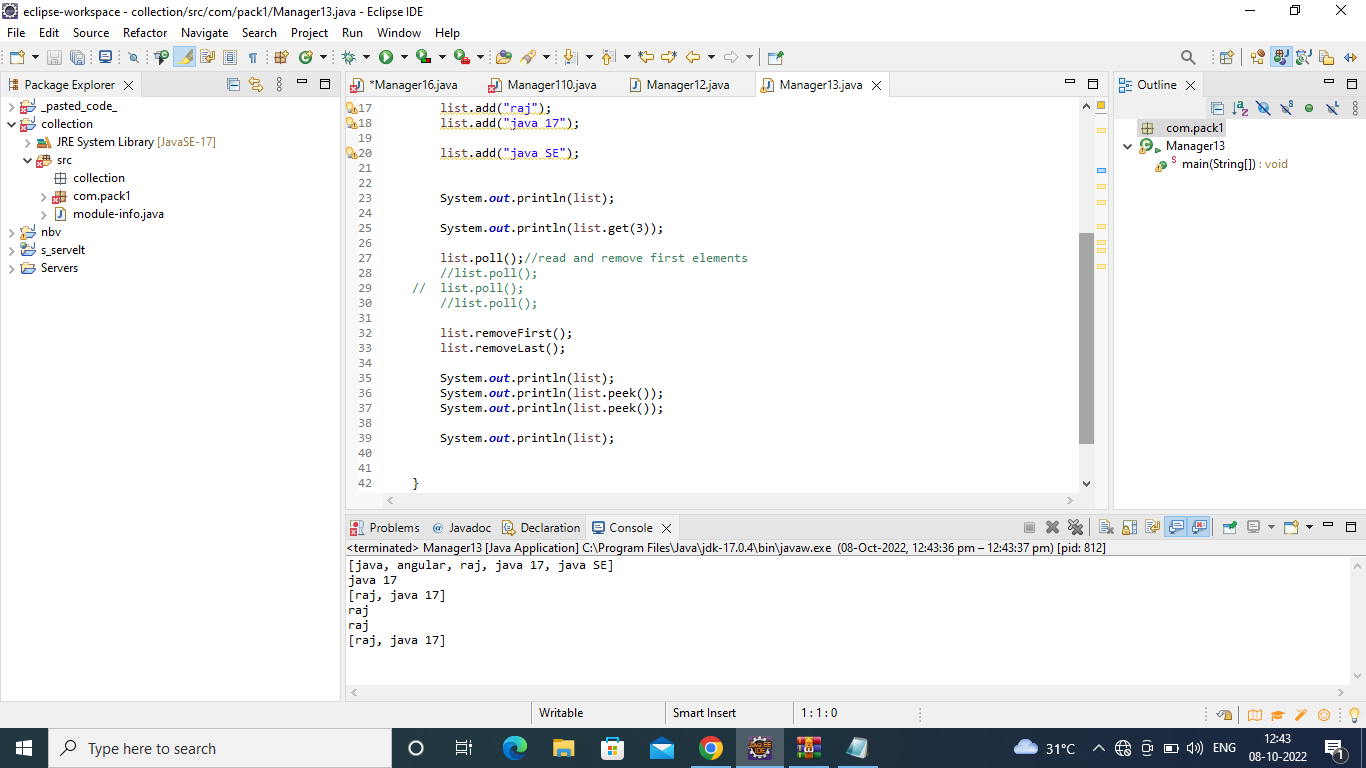 eclipse-workspace - collection/src/com/pack1/Manager13.java - Eclipse IDE
File Edit Source Refactor Navigate Search Project Run Window Help
Package Explorer
_pasted_code_
collection
JRE System Library [JavaSE-17]
src
collection
com.pack1
module-info.java
nbv
s_servelt
Servers
*Manager16.java Manager110.java Manager12.java Manager13.java
17 list.add("raj");
18 list.add("java 17");
19
20 list.add("java SE");
21
22
23 System.out.println(list);
24
25 System.out.println(list.get(3));
26
27 list.poll();//read and remove first elements
28 //list.poll();
29 // list.poll();
30 //list.poll();
31
32 list.removeFirst();
33 list.removeLast();
34
35 System.out.println(list);
36 System.out.println(list.peek());
37 System.out.println(list.peek());
38
39 System.out.println(list);
40
41
42 }
Outline
com.pack1
Manager13
main(String[]) : void
Problems @ Javadoc Declaration Console
<terminated> Manager13 [Java Application] C:\Program Files\Java\jdk-17.0.4\bin\javaw.exe (08-Oct-2022, 12:43:36 pm – 12:43:37 pm) [pid: 812]
[java, angular, raj, java 17, java SE]
java 17
[raj, java 17]
raj
raj
[raj, java 17]
Writable Smart Insert 1 : 1 : 0
Type here to search
31°C ENG 12:43
08-10-2022
1